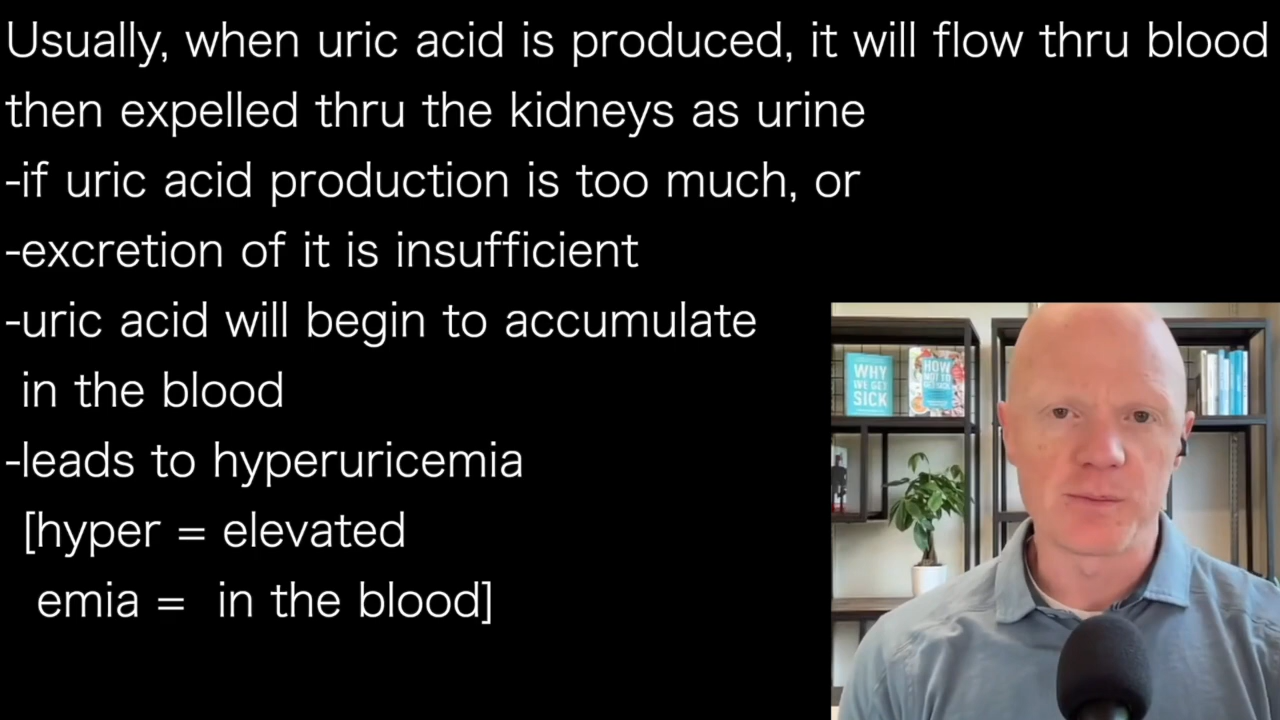 Usually, when uric acid is produced, it will flow thru blood
then expelled thru the kidneys as urine
-if uric acid production is too much, or
-excretion of it is insufficient
-uric acid will begin to accumulate
in the blood
-leads to hyperuricemia
[hyper = elevated
emia = in the blood]
WHY
WE GET
SICK
HOW
NOT TO
GET SICK